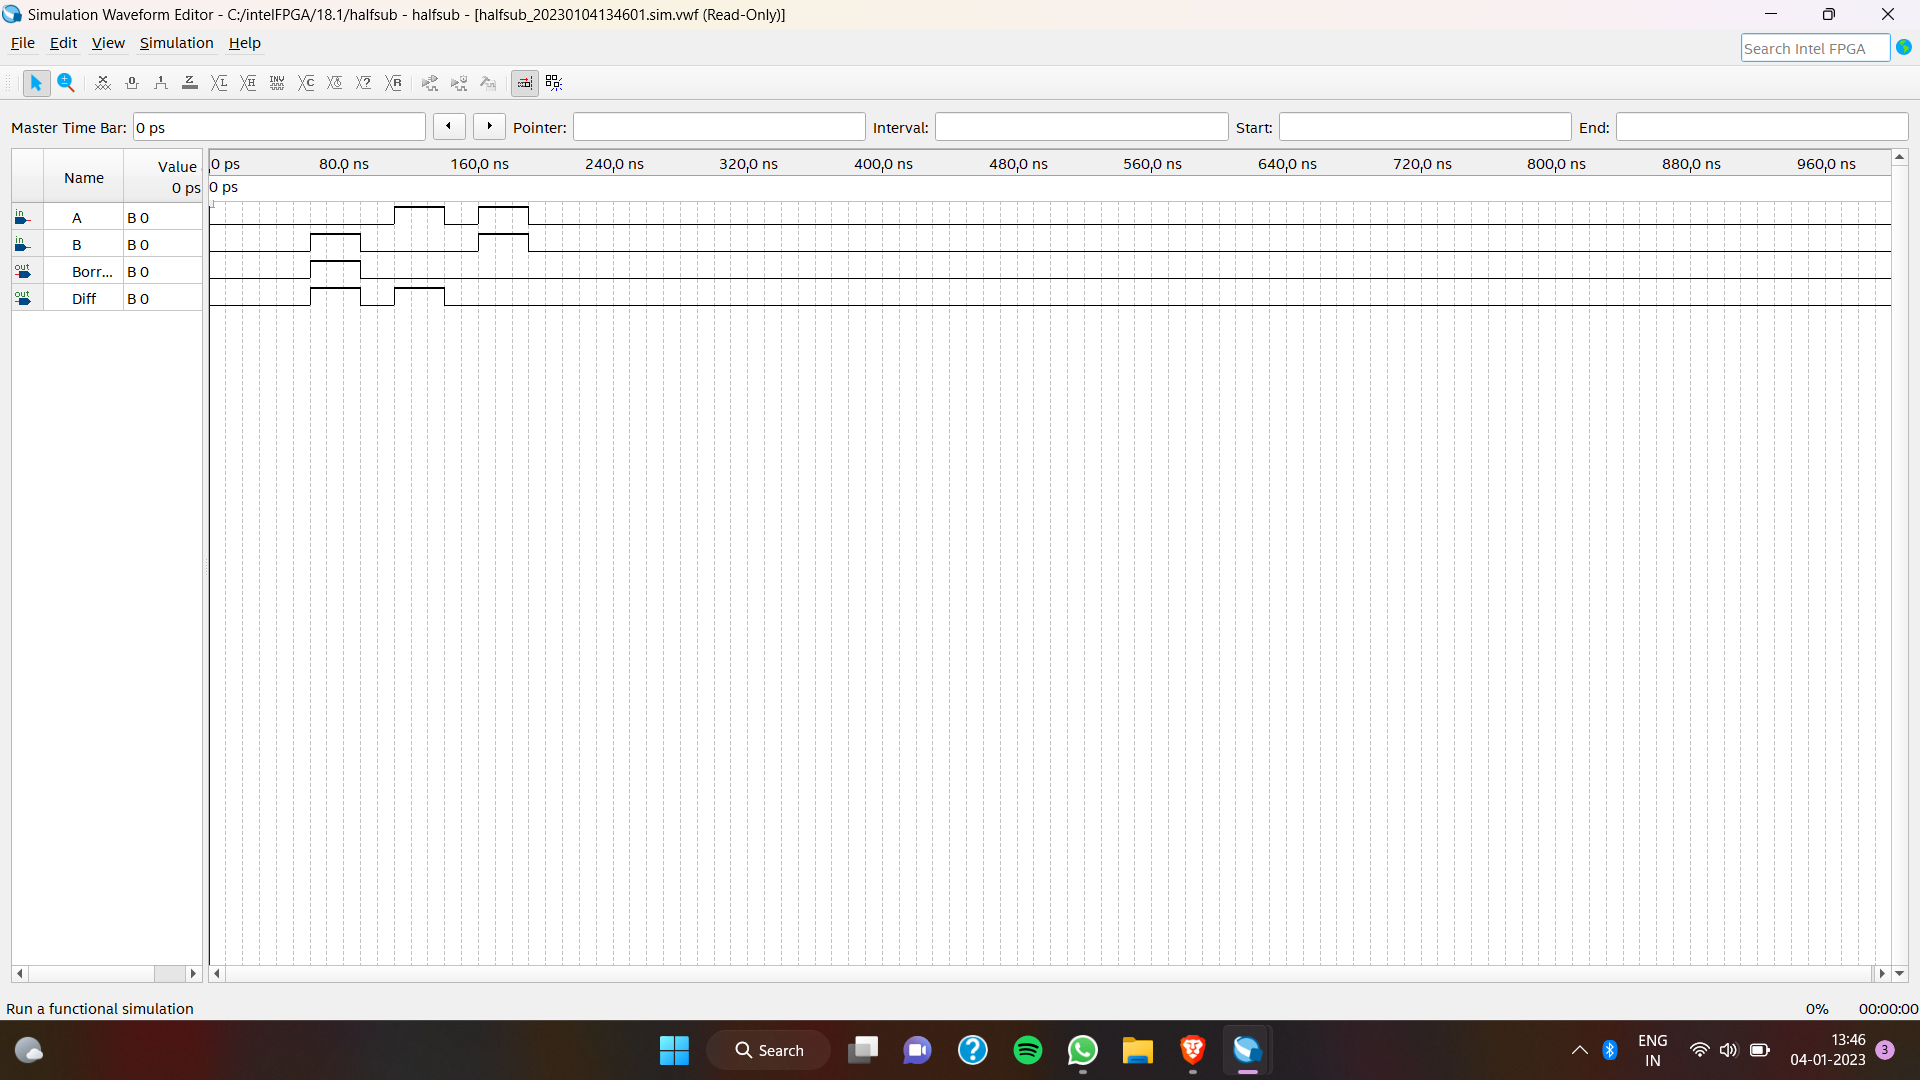 Simulation Waveform Editor - C:/intelFPGA/18.1/halfsub - halfsub - [halfsub_20230104134601.sim.vwf (Read-Only)]
File Edit View Simulation Help
Search Intel FPGA
Master Time Bar: 0 ps Pointer: Interval: Start: End:
Name Value 0 ps
0 ps 80.0 ns 160.0 ns 240.0 ns 320.0 ns 400.0 ns 480.0 ns 560.0 ns 640.0 ns 720.0 ns 800.0 ns 880.0 ns 960.0 ns
0 ps
in A B 0
in B B 0
out Borr... B 0
out Diff B 0
Run a functional simulation 0% 00:00:00
Search
ENG
IN
13:46
04-01-2023
3